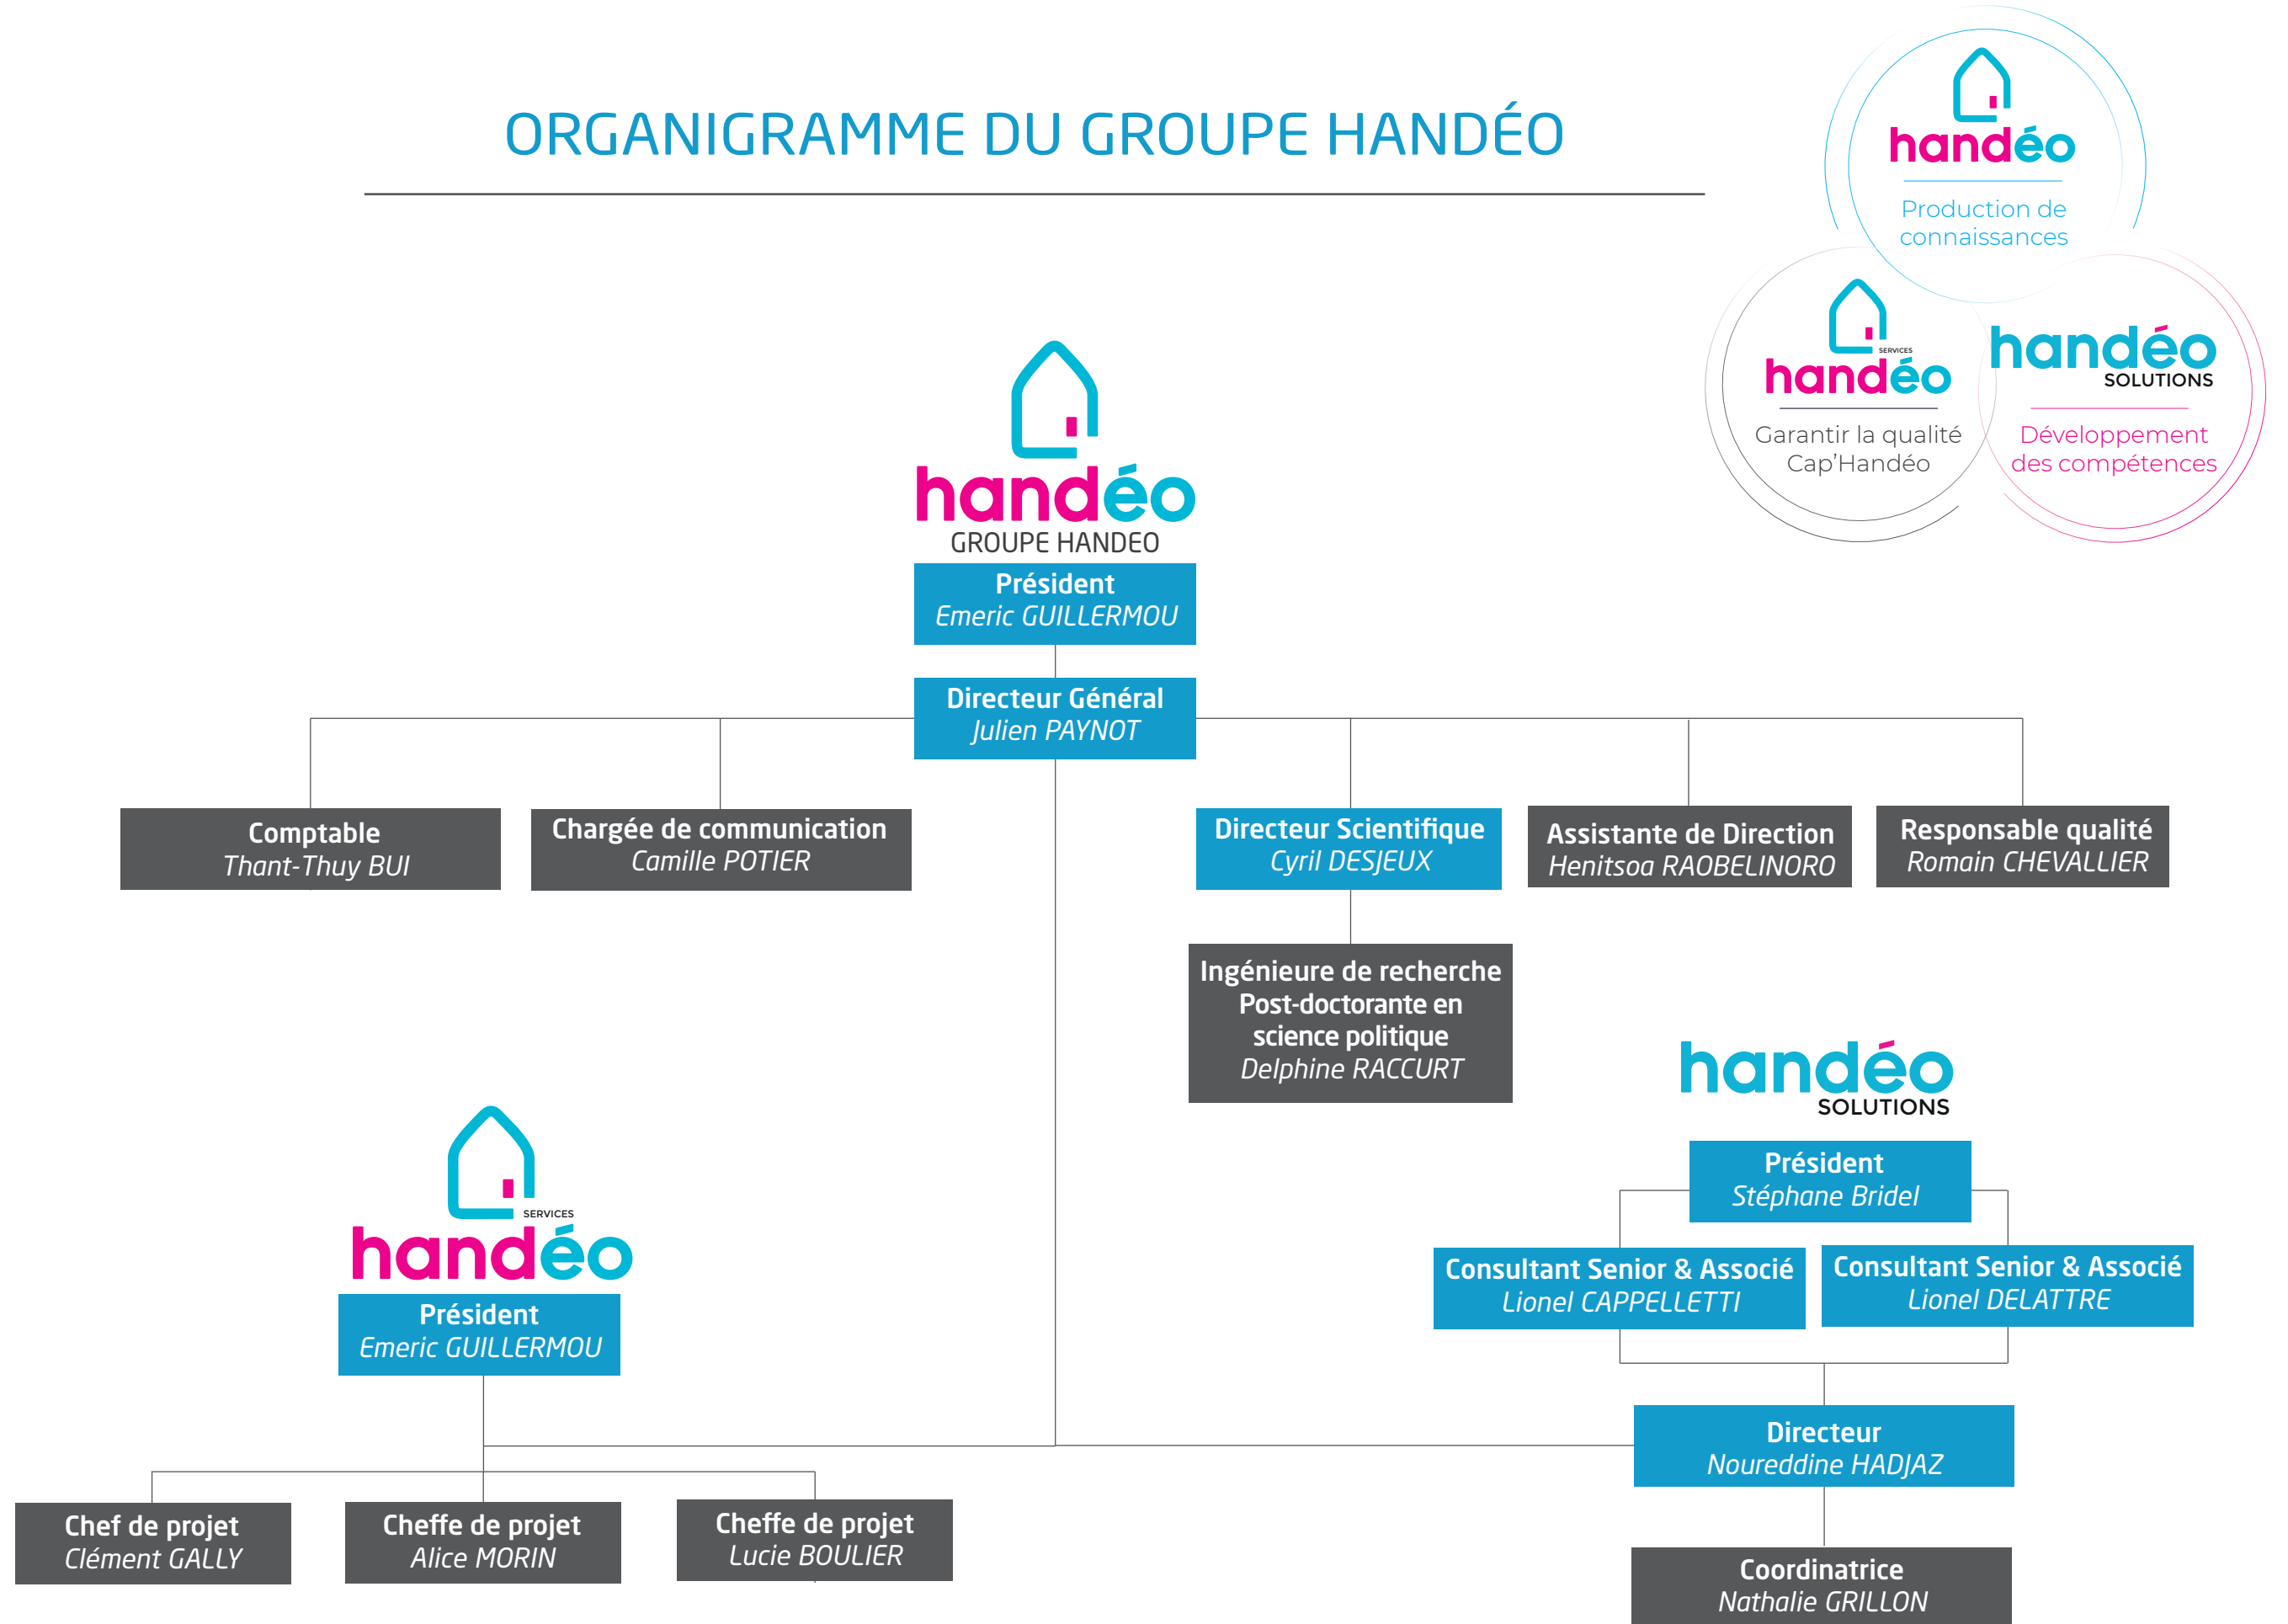 ORGANIGRAMME DU GROUPE HANDÉO
handéo
Production de
connaissances
SERVICES
handéo
Garantir la qualité
Cap'Handéo
handéo
SOLUTIONS
Développement
des compétences
handéo
GROUPE HANDEO
Président
Emeric GUILLERMOU
Directeur Général
Julien PAYNOT
Comptable
Thant-Thuy BUI
Chargée de communication
Camille POTIER
Directeur Scientifique
Cyril DESJEUX
Assistante de Direction
Henitsoa RAOBELINORO
Responsable qualité
Romain CHEVALLIER
Ingénieure de recherche
Post-doctorante en
science politique
Delphine RACCURT
SERVICES
handéo
Président
Emeric GUILLERMOU
Chef de projet
Clément GALLY
Cheffe de projet
Alice MORIN
Cheffe de projet
Lucie BOULIER
handéo
SOLUTIONS
Président
Stéphane Bridel
Consultant Senior & Associé
Lionel CAPPELLETTI
Consultant Senior & Associé
Lionel DELATTRE
Directeur
Noureddine HADJAZ
Coordinatrice
Nathalie GRILLON